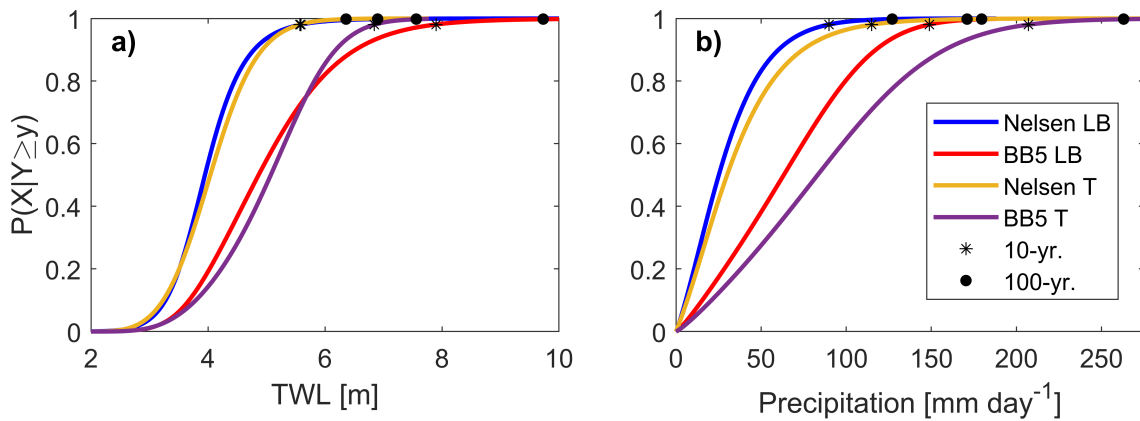 a)
P(X|Y≥y)
1
0.8
0.6
0.4
0.2
0
2 4 6 8 10
TWL [m]
b)
1
0.8
0.6
0.4
0.2
0
0 50 100 150 200 250
Precipitation [mm day⁻¹]
Nelsen LB
BB5 LB
Nelsen T
BB5 T
10-yr.
100-yr.